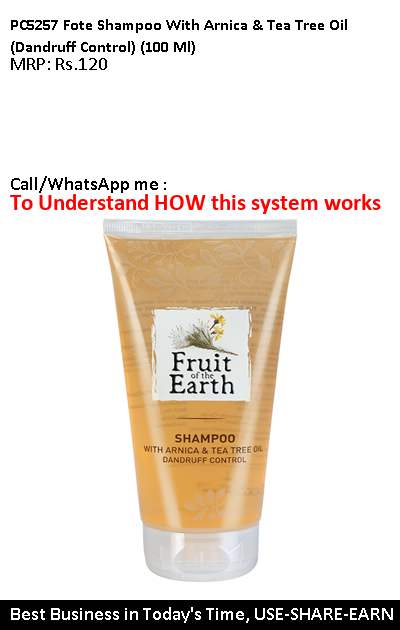 PC5257 Fote Shampoo With Arnica & Tea Tree Oil
(Dandruff Control) (100 Ml)
MRP: Rs.120
Call/WhatsApp me :
To Understand HOW this system works
Fruit
of the
Earth
SHAMPOO
WITH ARNICA & TEA TREE OIL
DANDRUFF CONTROL
Best Business in Today's Time, USE-SHARE-EARN